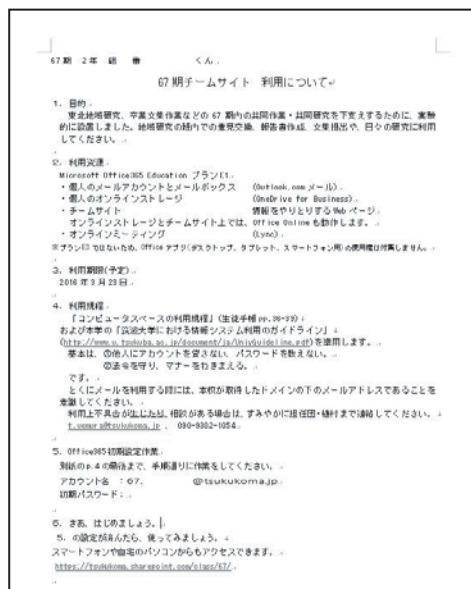 67期 2年 組 番 くん
67期チームサイト 利用について
1. 目的
東北地域研究、卒業文集作業などの 67 期内の共同作業・共同研究を下支えするために、実験
的に設置しました。地域研究の班内での意見交換、報告書作成、文集提出や、日々の研究に利用
してください。
2. 利用資源
Microsoft Office365 Education プラン E1
・個人のメールアカウントとメールボックス (Outlook.com メール)
・個人のオンラインストレージ (OneDrive for Business)
・チームサイト 情報をやりとりする Web ページ
オンラインストレージとチームサイト上では、Office Online も動作します。
・オンラインミーティング (Lync)
※プラン E3 ではないため、Office アプリ(デスクトップ、タブレット、スマートフォン用)の使用権は付属しません。
3. 利用期限(予定)
2016 年 3 月 23 日
4. 利用規程
「コンピュータスペースの利用規程」(生徒手帳 pp.36-39)
および本学の「筑波大学における情報システム利用のガイドライン」
(http://www.u.tsukuba.ac.jp/document/ja/UnivGuideline.pdf)を適用します。
基本は、①他人にアカウントを貸さない、パスワードを教えない。
②法令を守り、マナーをわきまえる。
です。
とくにメールを利用する際には、本校が取得したドメインの下のメールアドレスであることを
意識してください。
利用上不具合が生じたり、相談がある場合は、すみやかに担任団・植村まで連絡してください。
t.uemura@tsukukoma.jp 、 090-9302-1054
5. Office365 初期設定作業
別紙の p.4 の最後まで、手順通りに作業をしてください。
アカウント名 :67. @tsukukoma.jp
初期パスワード:
6. さあ、はじめましょう。
5. の設定が済んだら、使ってみましょう。
スマートフォンや自宅のパソコンからもアクセスできます。
https://tsukukoma.sharepoint.com/class/67/